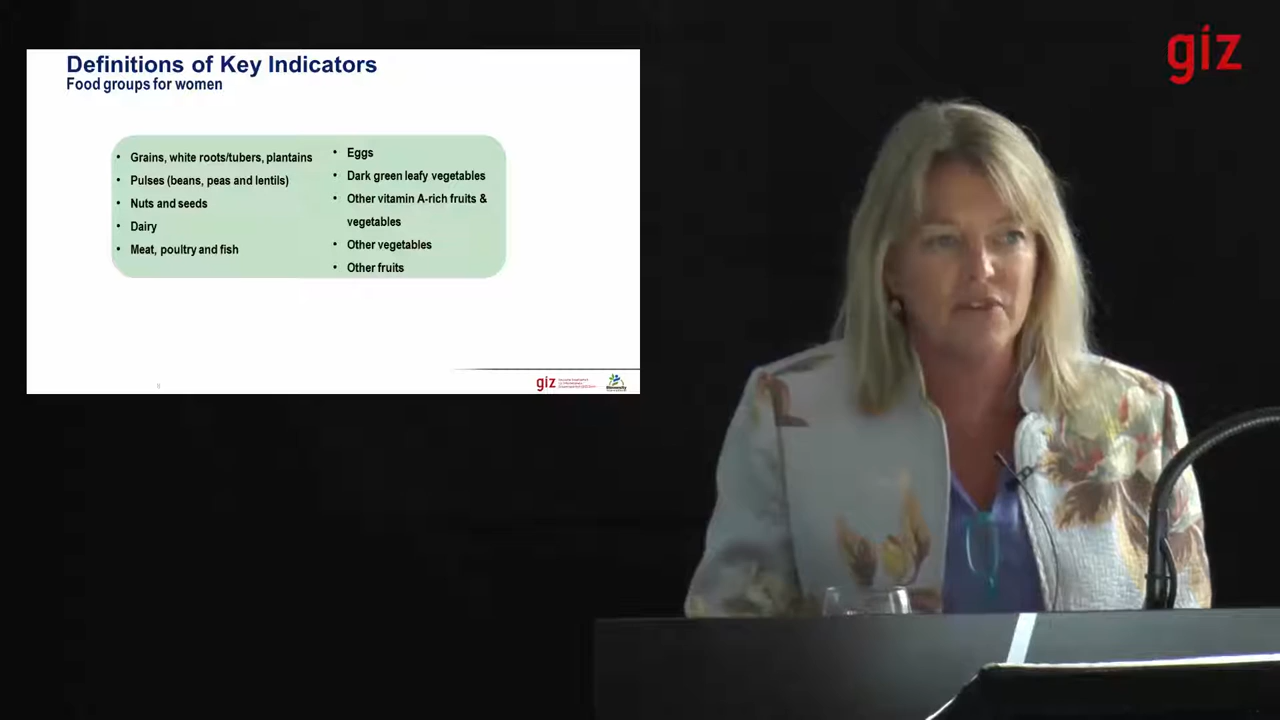 giz
Definitions of Key Indicators
Food groups for women
• Grains, white roots/tubers, plantains
• Pulses (beans, peas and lentils)
• Nuts and seeds
• Dairy
• Meat, poultry and fish
• Eggs
• Dark green leafy vegetables
• Other vitamin A-rich fruits &
vegetables
• Other vegetables
• Other fruits
giz